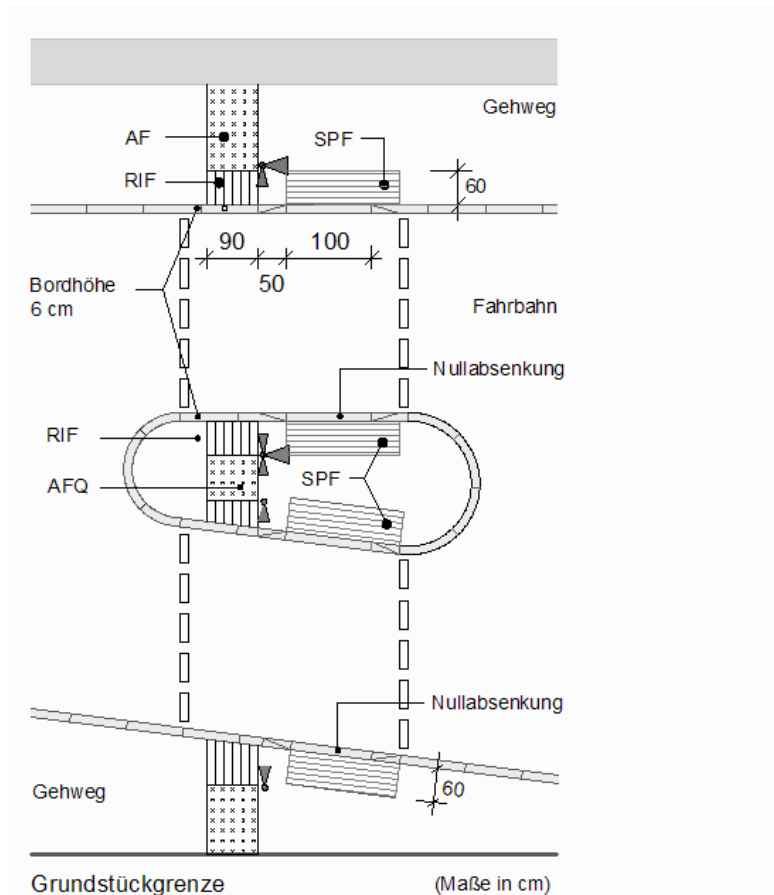 Gehweg
AF
SPF
RIF
60
90
100
50
Bordhöhe
6 cm
Fahrbahn
Nullabsenkung
RIF
AFQ
SPF
Nullabsenkung
60
Gehweg
Grundstückgrenze
(Maße in cm)